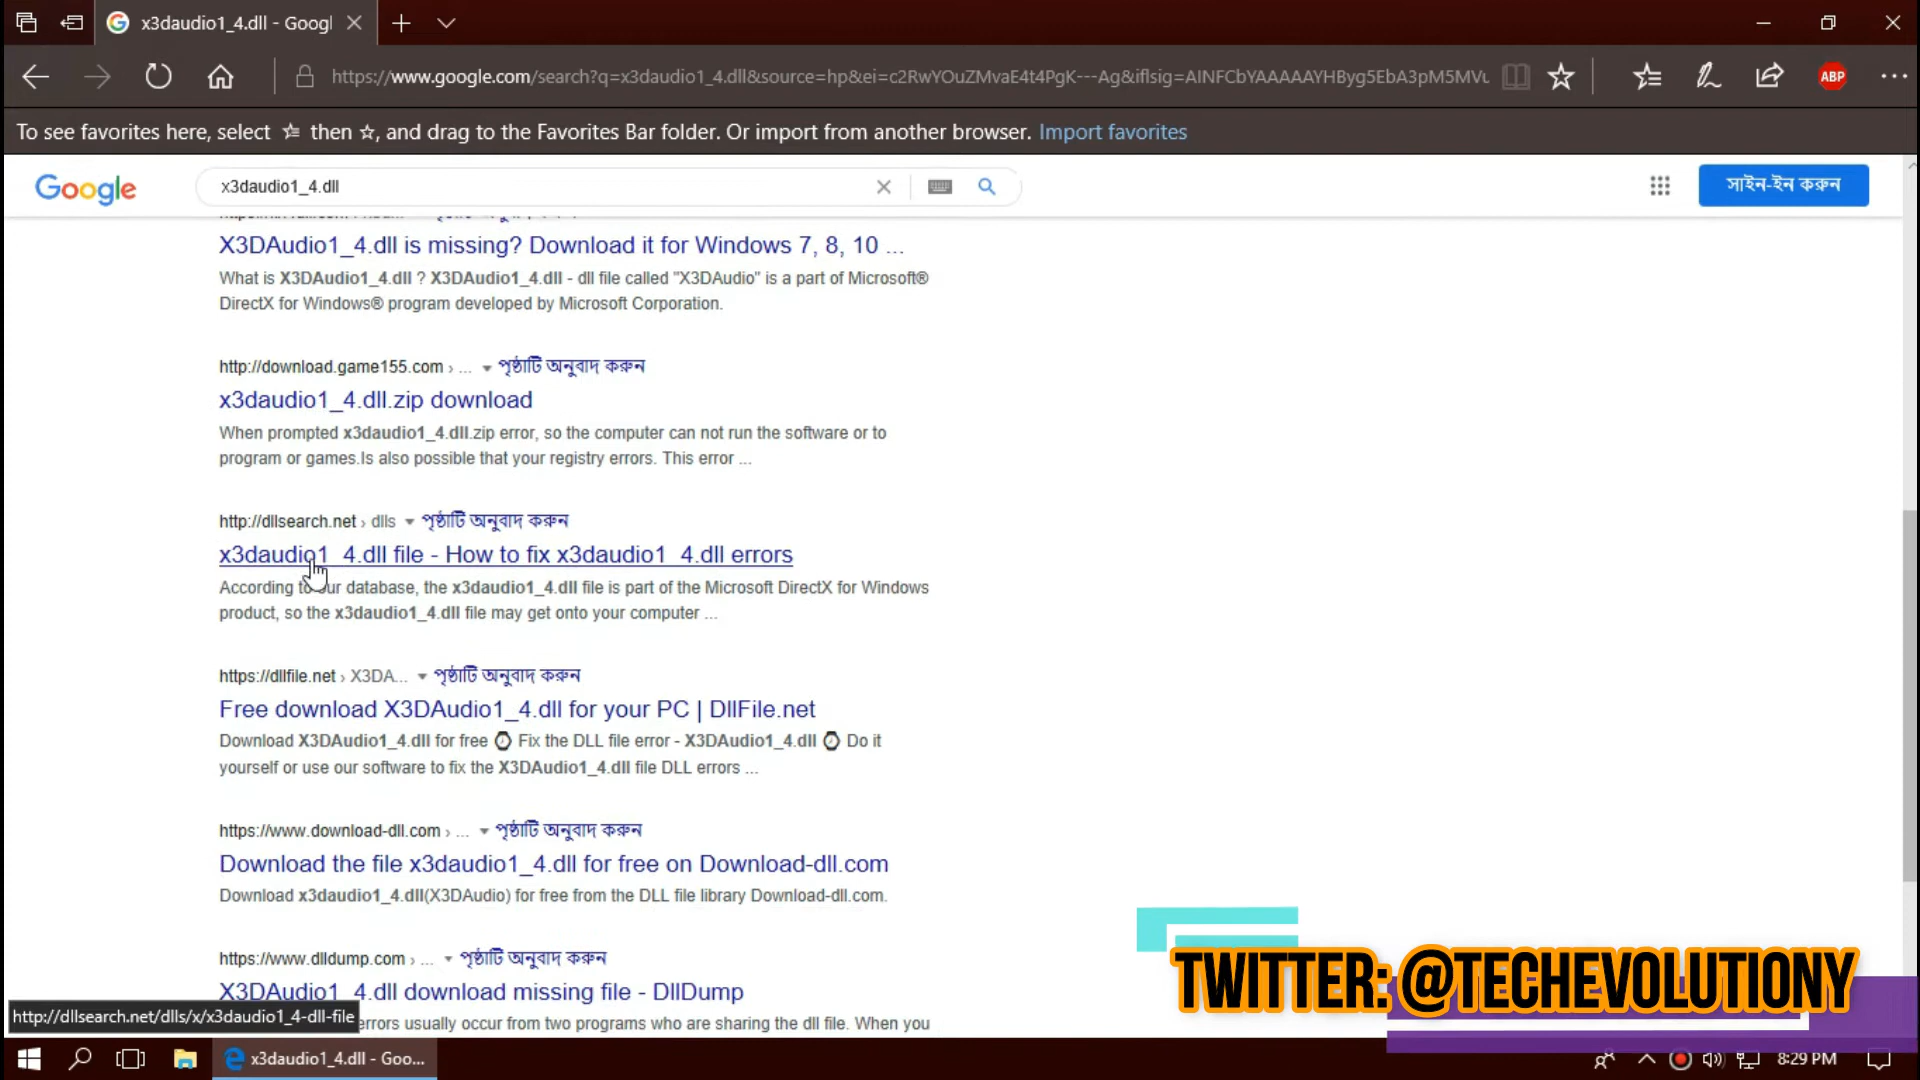 x3daudio1_4.dll - Googl
https://www.google.com/search?q=x3daudio1_4.dll&source=hp&ei=c2RwYOuZMvaE4t4PgK---Ag&iflsig=AINFCbYAAAAAYHByg5EbA3pM5MVu
ABP
To see favorites here, select then ☆, and drag to the Favorites Bar folder. Or import from another browser. Import favorites
Google
x3daudio1_4.dll
সাইন-ইন করুন
X3DAudio1_4.dll is missing? Download it for Windows 7, 8, 10 ...
What is X3DAudio1_4.dll ? X3DAudio1_4.dll - dll file called "X3DAudio" is a part of Microsoft®
DirectX for Windows® program developed by Microsoft Corporation.
http://download.game155.com › ... ▾ পৃষ্ঠাটি অনুবাদ করুন
x3daudio1_4.dll.zip download
When prompted x3daudio1_4.dll.zip error, so the computer can not run the software or to
program or games.Is also possible that your registry errors. This error ...
http://dllsearch.net › dlls ▾ পৃষ্ঠাটি অনুবাদ করুন
x3daudio1_4.dll file - How to fix x3daudio1_4.dll errors
According to our database, the x3daudio1_4.dll file is part of the Microsoft DirectX for Windows
product, so the x3daudio1_4.dll file may get onto your computer ...
https://dllfile.net › X3DA... ▾ পৃষ্ঠাটি অনুবাদ করুন
Free download X3DAudio1_4.dll for your PC | DllFile.net
Download X3DAudio1_4.dll for free ⌚ Fix the DLL file error - X3DAudio1_4.dll ⌚ Do it
yourself or use our software to fix the X3DAudio1_4.dll file DLL errors ...
https://www.download-dll.com › ... ▾ পৃষ্ঠাটি অনুবাদ করুন
Download the file x3daudio1_4.dll for free on Download-dll.com
Download x3daudio1_4.dll(X3DAudio) for free from the DLL file library Download-dll.com.
https://www.dlldump.com › ... ▾ পৃষ্ঠাটি অনুবাদ করুন
X3DAudio1_4.dll download missing file - DllDump
errors usually occur from two programs who are sharing the dll file. When you
http://dllsearch.net/dlls/x/x3daudio1_4-dll-file
TWITTER: @TECHEVOLUTIONY
x3daudio1_4.dll - Goo...
8:29 PM